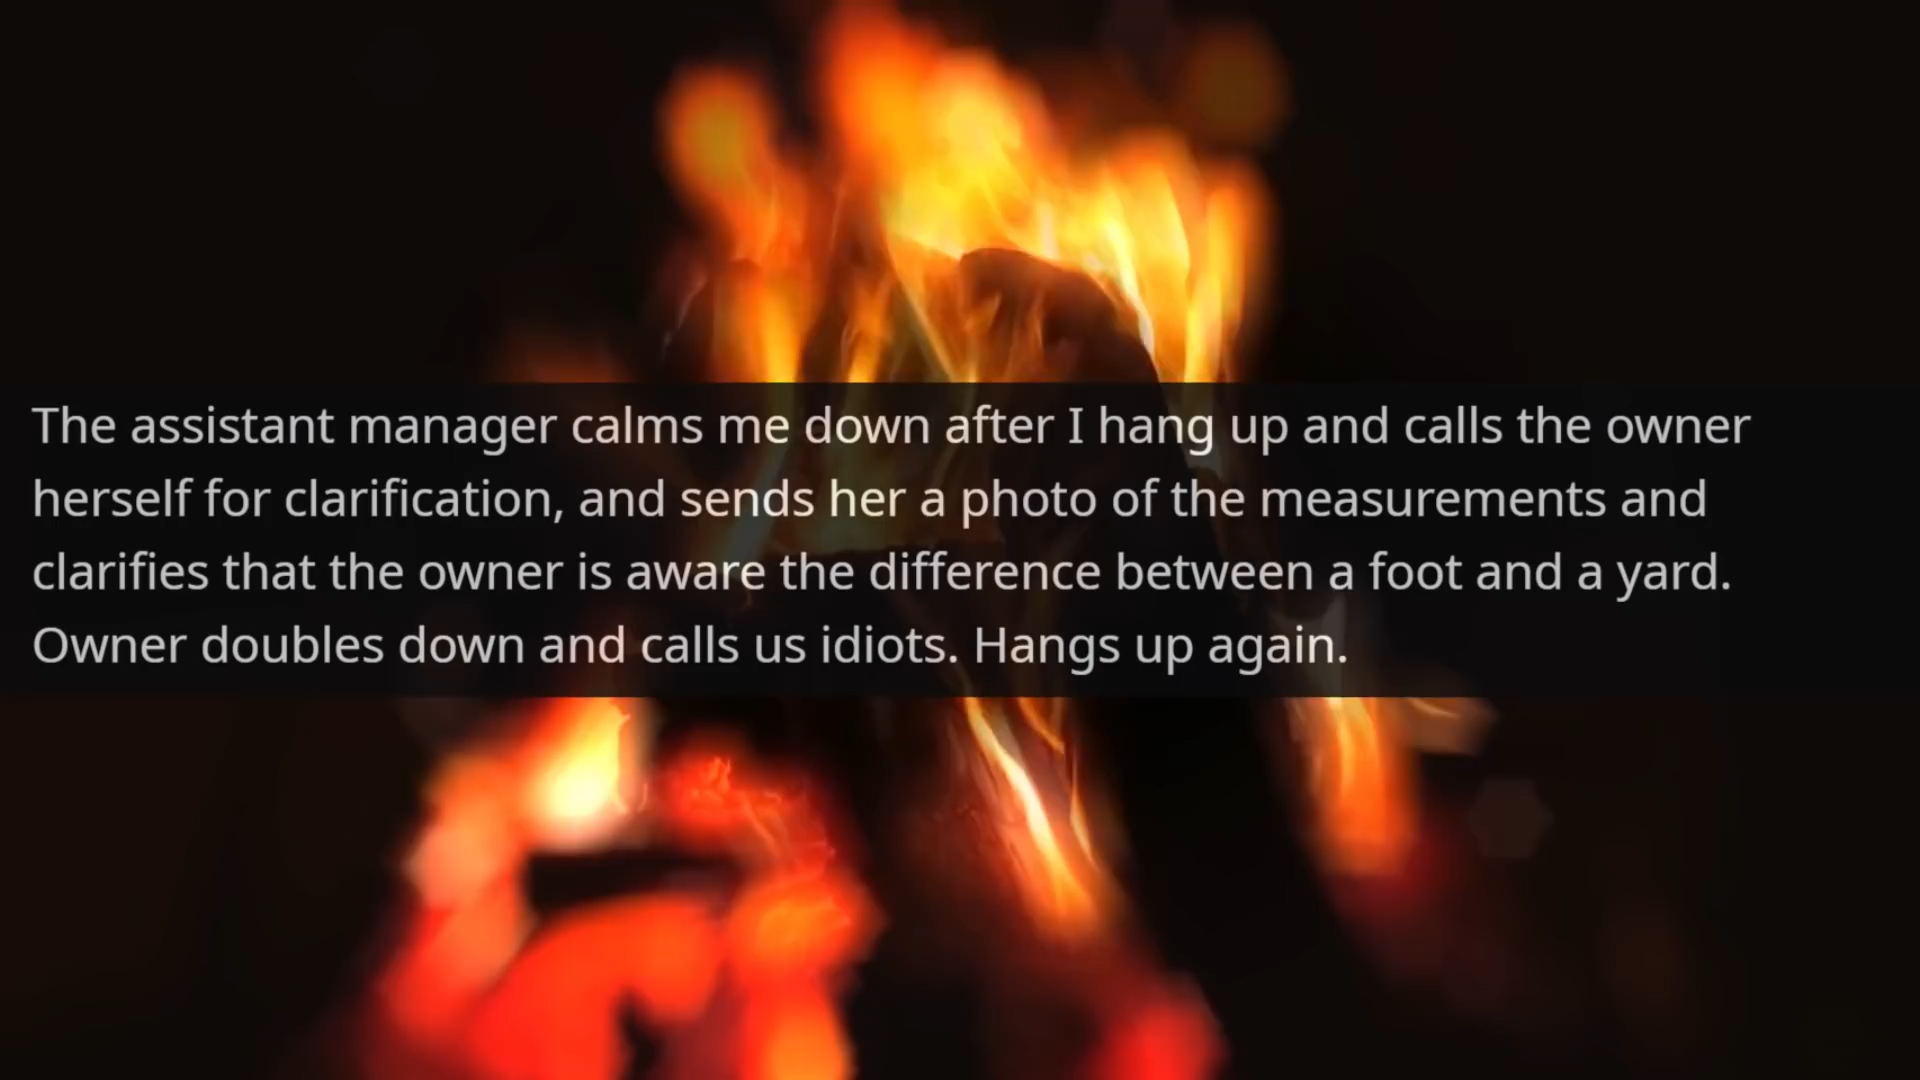 The assistant manager calms me down after I hang up and calls the owner
herself for clarification, and sends her a photo of the measurements and
clarifies that the owner is aware the difference between a foot and a yard.
Owner doubles down and calls us idiots. Hangs up again.